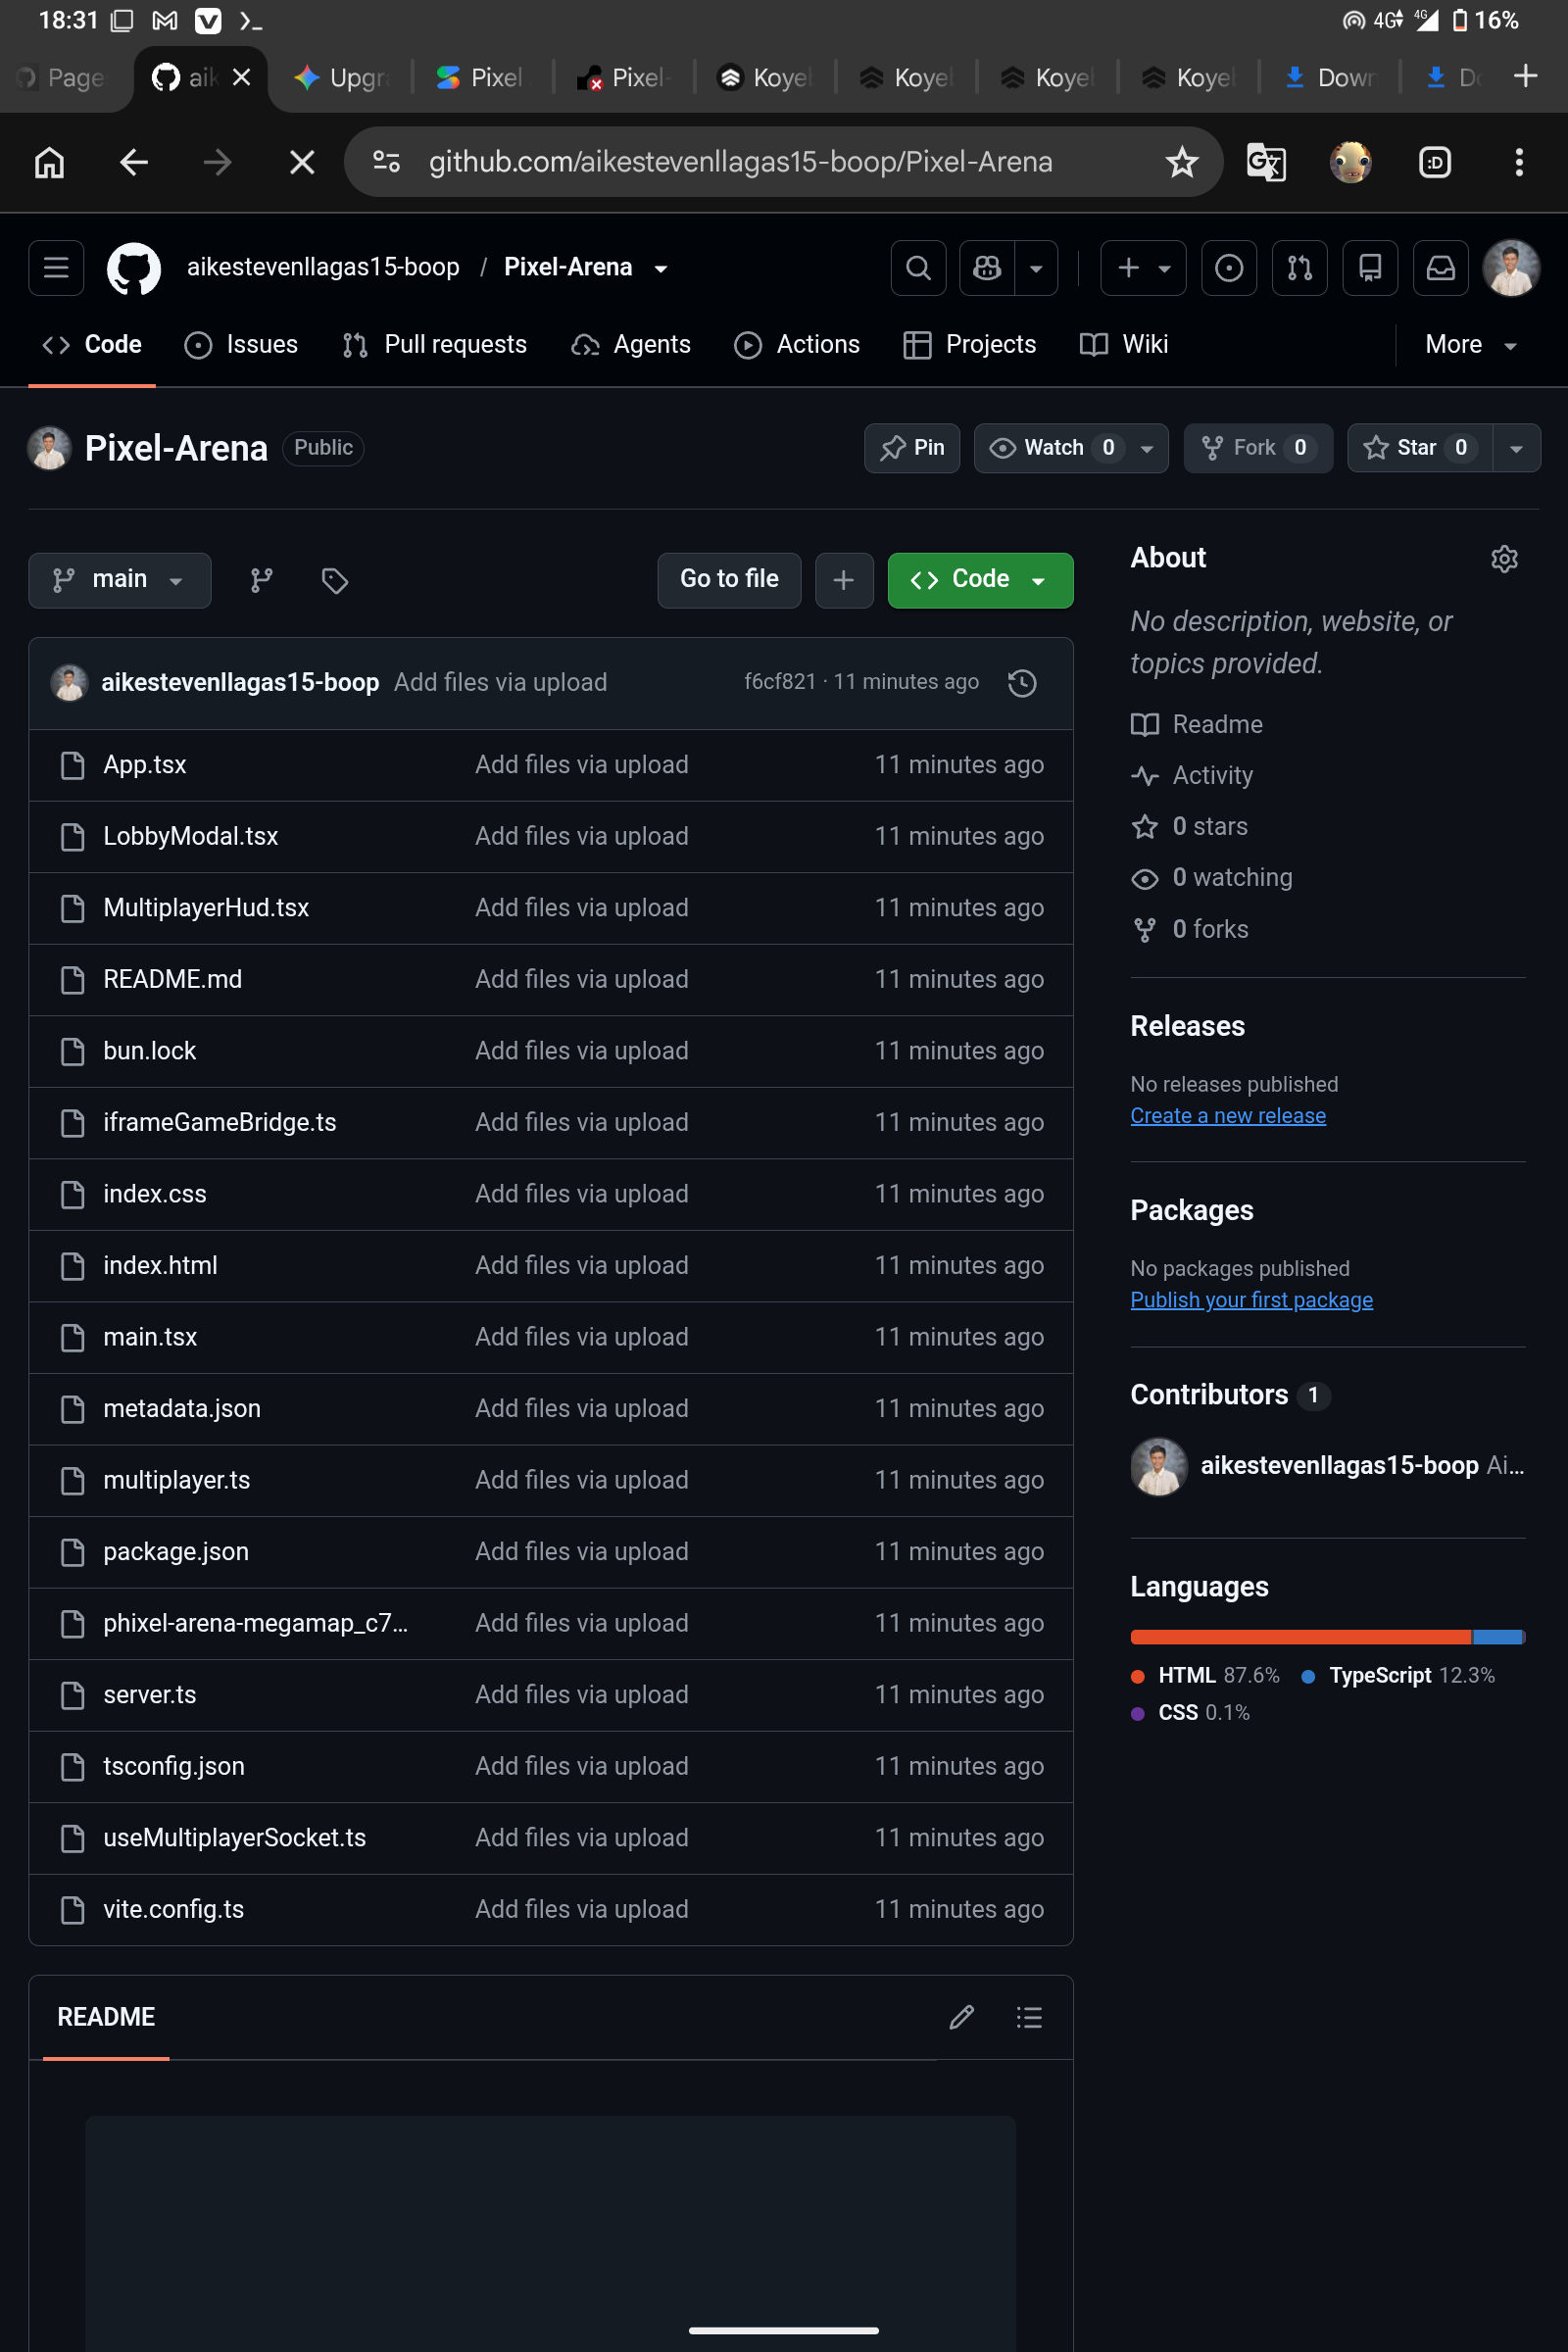 18:31
4G 4G 16%
Page
aik
Upgr
Pixel
Pixel-
Koye
Koye
Koye
Koye
Down
Do
github.com/aikestevenllagas15-boop/Pixel-Arena
:D
aikestevenllagas15-boop / Pixel-Arena
Code Issues Pull requests Agents Actions Projects Wiki More
Pixel-Arena Public Pin Watch 0 Fork 0 Star 0
main Go to file Code
aikestevenllagas15-boop Add files via upload f6cf821 · 11 minutes ago
App.tsx Add files via upload 11 minutes ago
LobbyModal.tsx Add files via upload 11 minutes ago
MultiplayerHud.tsx Add files via upload 11 minutes ago
README.md Add files via upload 11 minutes ago
bun.lock Add files via upload 11 minutes ago
iframeGameBridge.ts Add files via upload 11 minutes ago
index.css Add files via upload 11 minutes ago
index.html Add files via upload 11 minutes ago
main.tsx Add files via upload 11 minutes ago
metadata.json Add files via upload 11 minutes ago
multiplayer.ts Add files via upload 11 minutes ago
package.json Add files via upload 11 minutes ago
phixel-arena-megamap_c7... Add files via upload 11 minutes ago
server.ts Add files via upload 11 minutes ago
tsconfig.json Add files via upload 11 minutes ago
useMultiplayerSocket.ts Add files via upload 11 minutes ago
vite.config.ts Add files via upload 11 minutes ago
README
About
No description, website, or
topics provided.
Readme
Activity
0 stars
0 watching
0 forks
Releases
No releases published
Create a new release
Packages
No packages published
Publish your first package
Contributors 1
aikestevenllagas15-boop Ai...
Languages
HTML 87.6% TypeScript 12.3%
CSS 0.1%